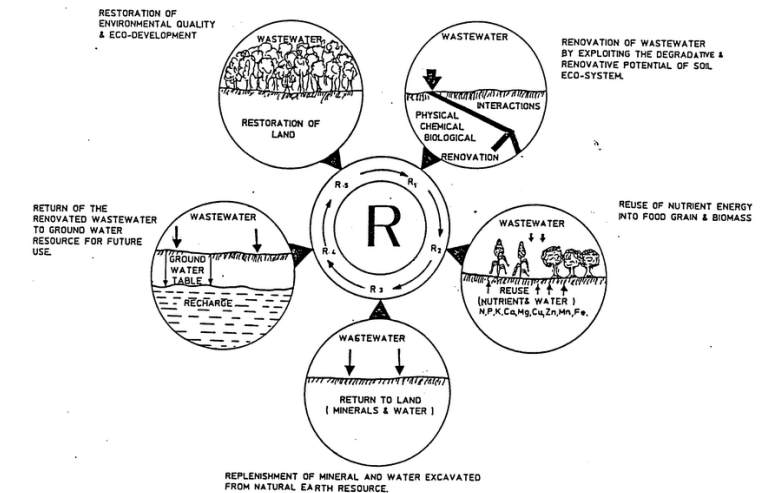 RESTORATION OF
ENVIRONMENTAL QUALITY
& ECO-DEVELOPMENT
WASTEWATER
RESTORATION OF
LAND
WASTEWATER
INTERACTIONS
PHYSICAL
CHEMICAL
BIOLOGICAL
RENOVATION
RENOVATION OF WASTEWATER
BY EXPLOITING THE DEGRADATIVE &
RENOVATIVE POTENTIAL OF SOIL
ECO-SYSTEM.
R5
R1
R
R4
R2
R3
RETURN OF THE
RENOVATED WASTEWATER
TO GROUND WATER
RESOURCE FOR FUTURE
USE.
WASTEWATER
GROUND
WATER
TABLE
RECHARGE
REUSE OF NUTRIENT ENERGY
INTO FOOD GRAIN & BIOMASS
WASTEWATER
REUSE
(NUTRIENT & WATER )
N,P,K,Ca,Mg,Cu,Zn,Mn,Fe.
WASTEWATER
RETURN TO LAND
( MINERALS & WATER )
REPLENISHMENT OF MINERAL AND WATER EXCAVATED
FROM NATURAL EARTH RESOURCE.